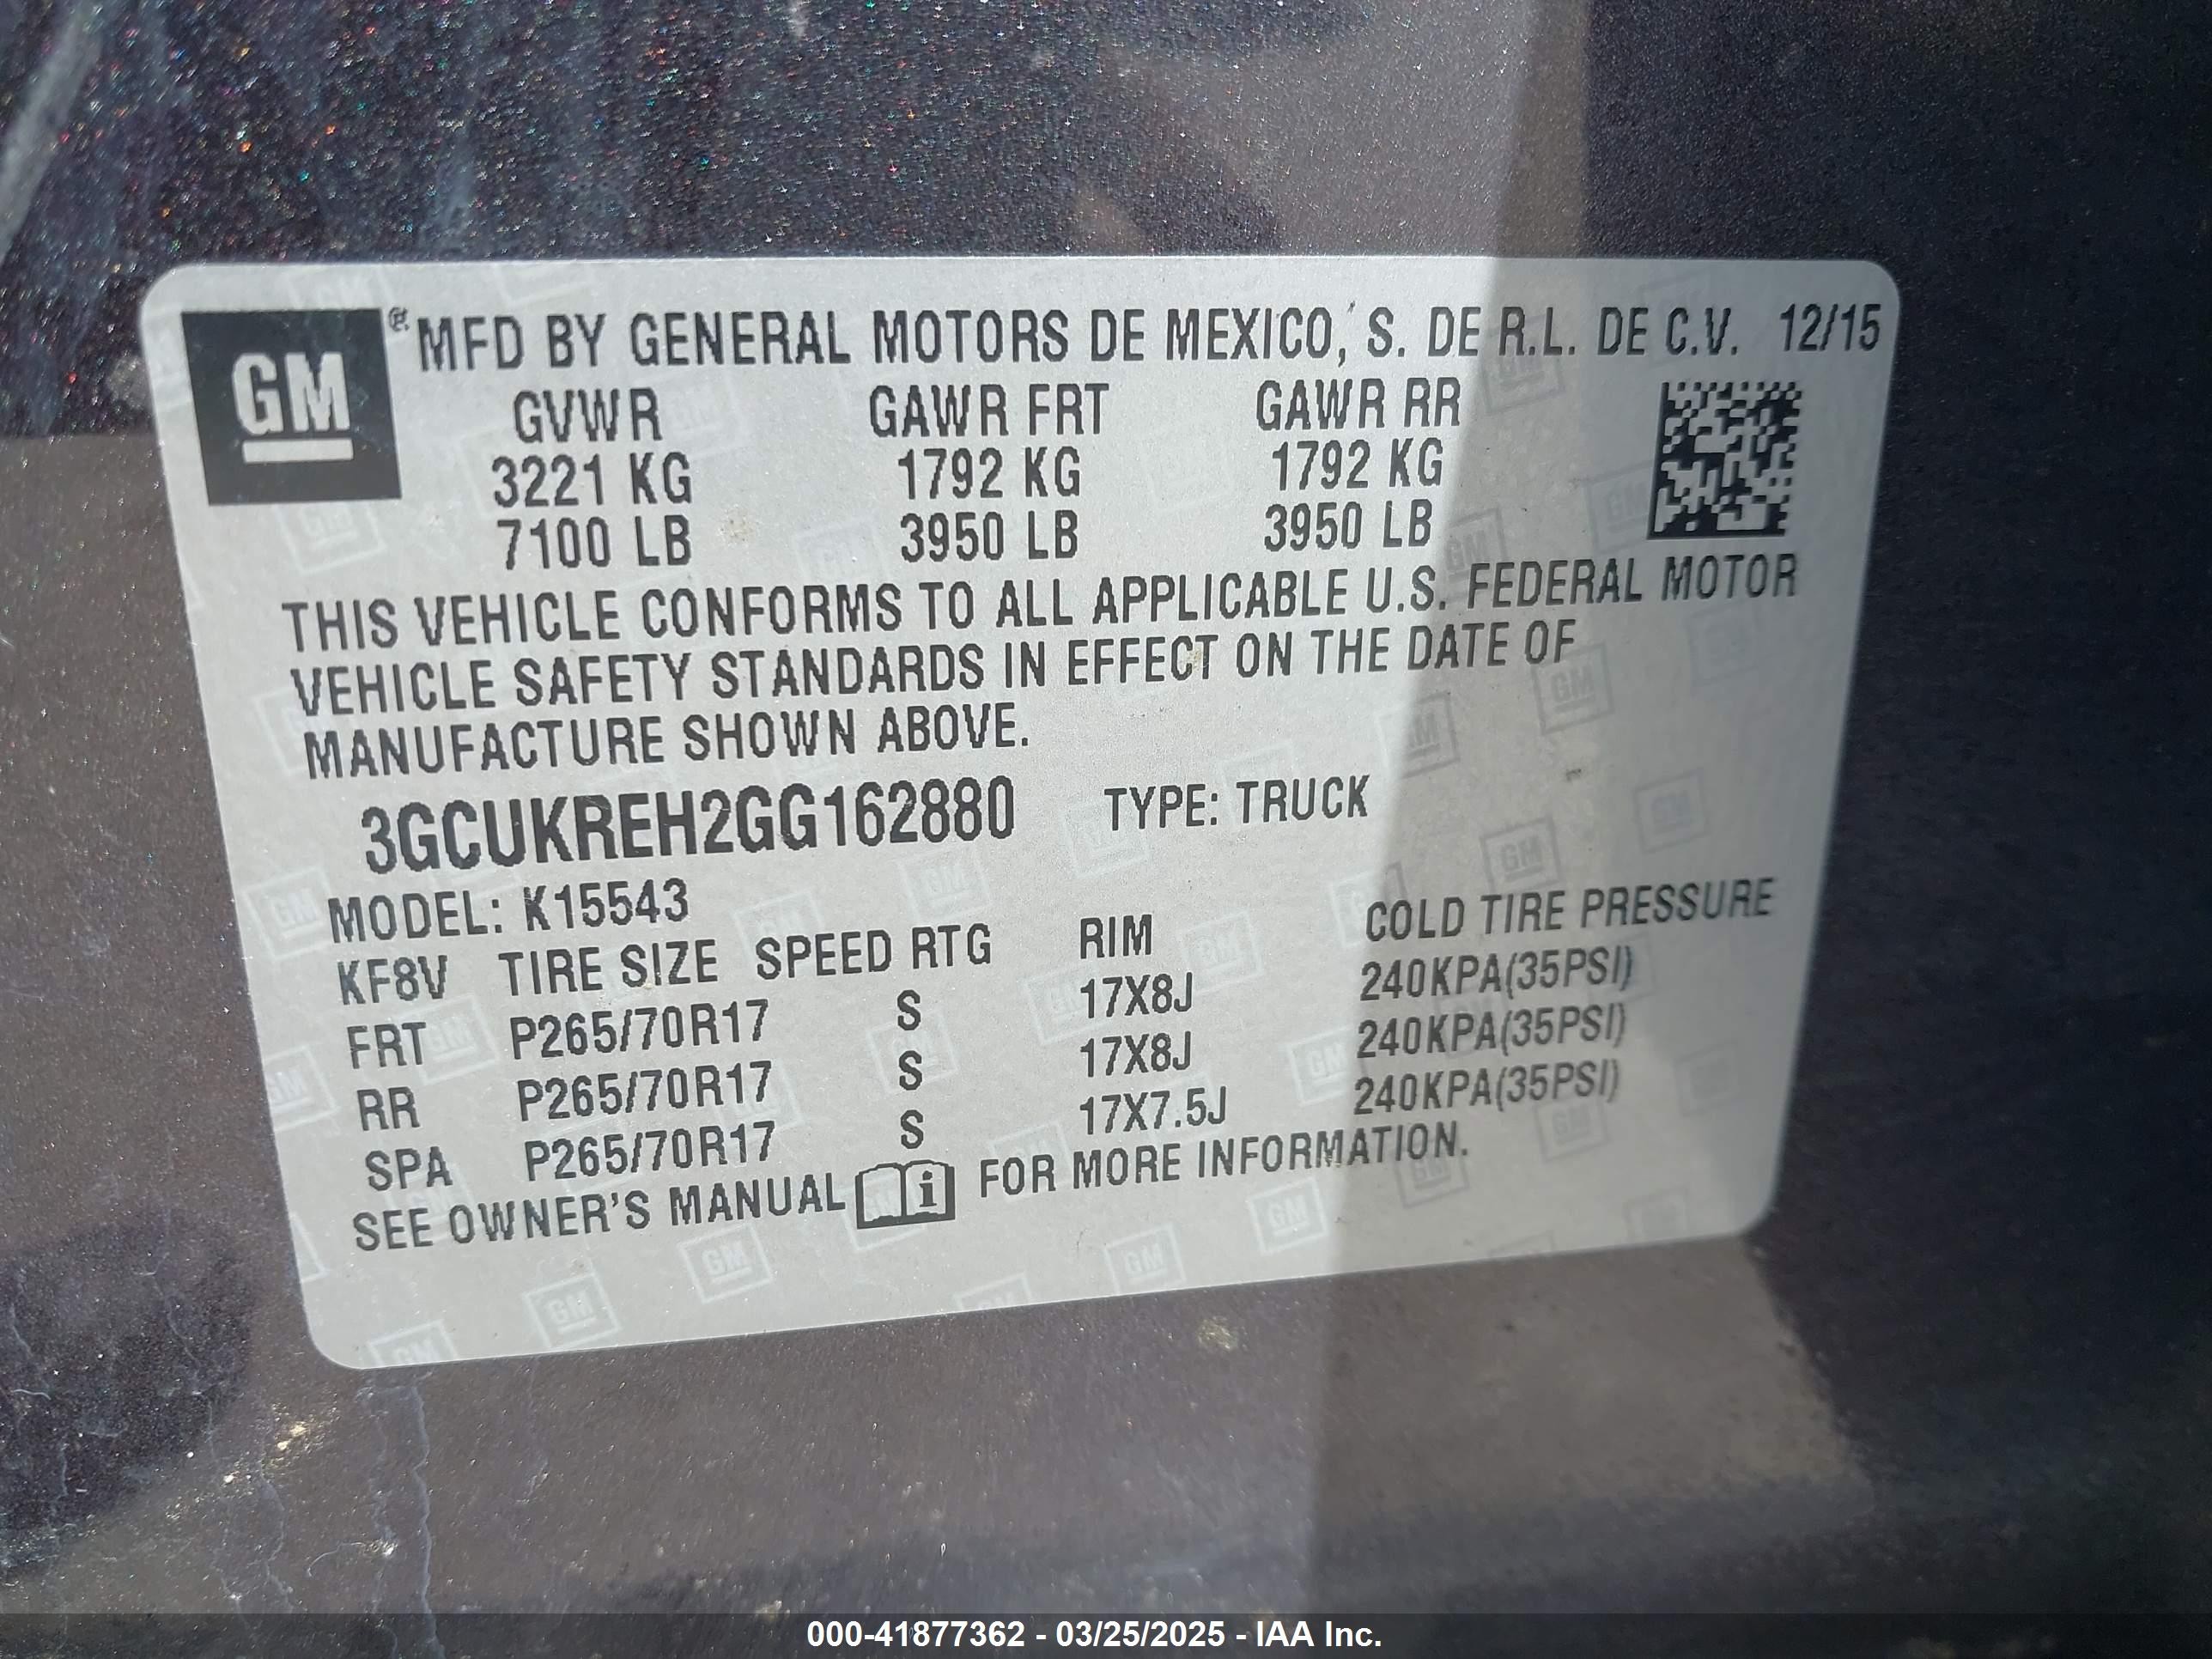 GM ® MFD BY GENERAL MOTORS DE MEXICO, S. DE R.L. DE C.V. 12/15
GVWR GAWR FRT GAWR RR
3221 KG 1792 KG 1792 KG
7100 LB 3950 LB 3950 LB
THIS VEHICLE CONFORMS TO ALL APPLICABLE U.S. FEDERAL MOTOR
VEHICLE SAFETY STANDARDS IN EFFECT ON THE DATE OF
MANUFACTURE SHOWN ABOVE.
3GCUKREH2GG162880 TYPE: TRUCK
MODEL: K15543
KF8V TIRE SIZE SPEED RTG RIM COLD TIRE PRESSURE
FRT P265/70R17 S 17X8J 240KPA(35PSI)
RR P265/70R17 S 17X8J 240KPA(35PSI)
SPA P265/70R17 S 17X7.5J 240KPA(35PSI)
SEE OWNER'S MANUAL i FOR MORE INFORMATION.
000-41877362 - 03/25/2025 - IAA Inc.